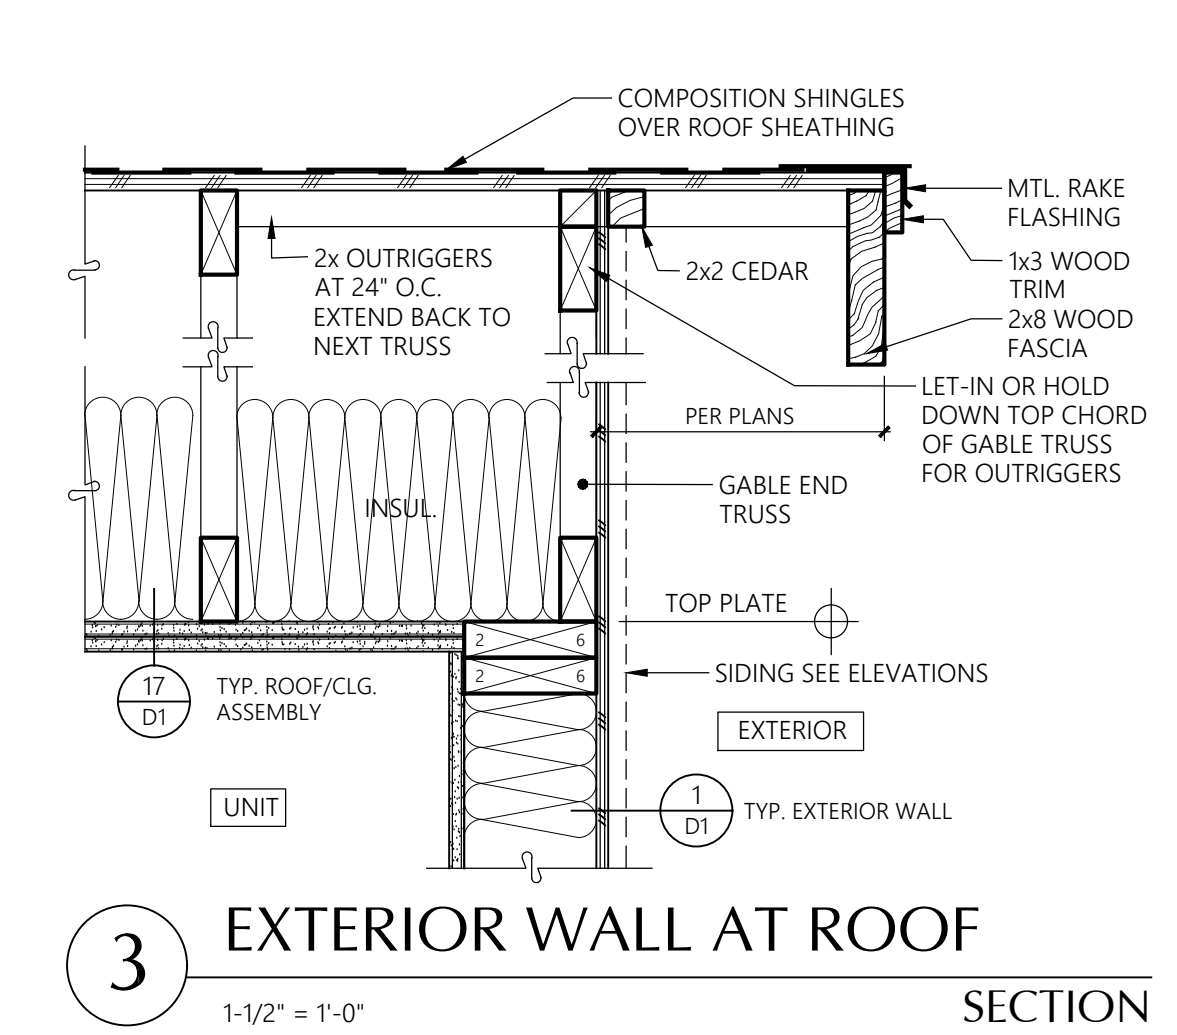 COMPOSITION SHINGLES
OVER ROOF SHEATHING
MTL. RAKE
FLASHING
1x3 WOOD
TRIM
2x8 WOOD
FASCIA
2x OUTRIGGERS
AT 24" O.C.
EXTEND BACK TO
NEXT TRUSS
2x2 CEDAR
LET-IN OR HOLD
DOWN TOP CHORD
OF GABLE TRUSS
FOR OUTRIGGERS
PER PLANS
INSUL.
GABLE END
TRUSS
TOP PLATE
2 6
2 6
SIDING SEE ELEVATIONS
17
D1
TYP. ROOF/CLG.
ASSEMBLY
EXTERIOR
UNIT
1
D1
TYP. EXTERIOR WALL
3
EXTERIOR WALL AT ROOF
SECTION
1-1/2" = 1'-0"